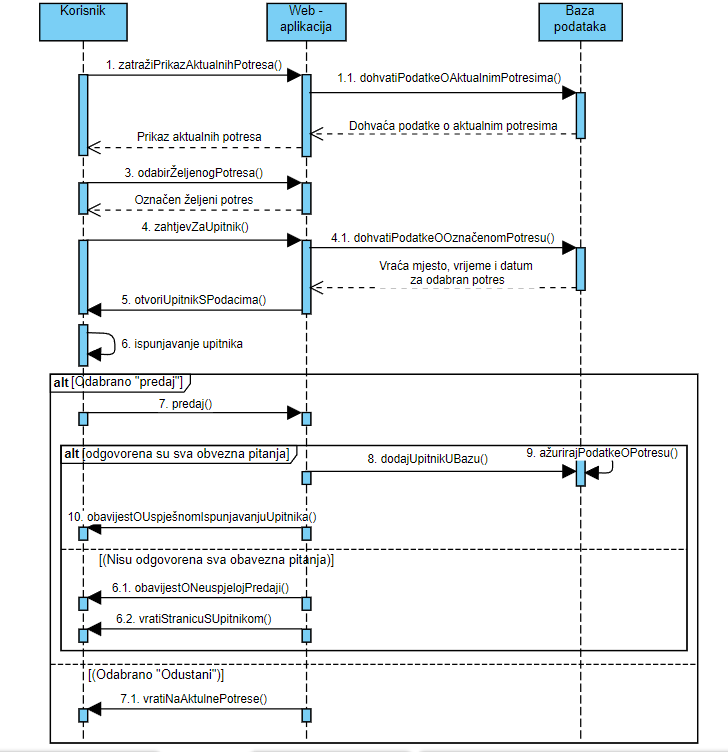 Korisnik
Web -
aplikacija
Baza
podataka
1. zatražiPrikazAktualnihPotresa()
1.1. dohvatiPodatkeOAktualnimPotresima()
Dohvaća podatke o aktualnim potresima
Prikaz aktualnih potresa
3. odabirŽeljenogPotresa()
Označen željeni potres
4. zahtjevZaUpitnik()
4.1. dohvatiPodatkeOOznačenomPotresu()
Vraća mjesto, vrijeme i datum
za odabran potres
5. otvoriUpitnikSPodacima()
6. ispunjavanje upitnika
alt [Odabrano "predaj"]
7. predaj()
alt [odgovorena su sva obvezna pitanja]
8. dodajUpitnikUBazu()
9. ažurirajPodatkeOPotresu()
10. obavijestOUspješnomIspunjavanjuUpitnika()
[(Nisu odgovorena sva obavezna pitanja)]
6.1. obavijestONeuspjelojPredaji()
6.2. vratiStranicuSUpitnikom()
[(Odabrano "Odustani")]
7.1. vratiNaAktulnePotrese()